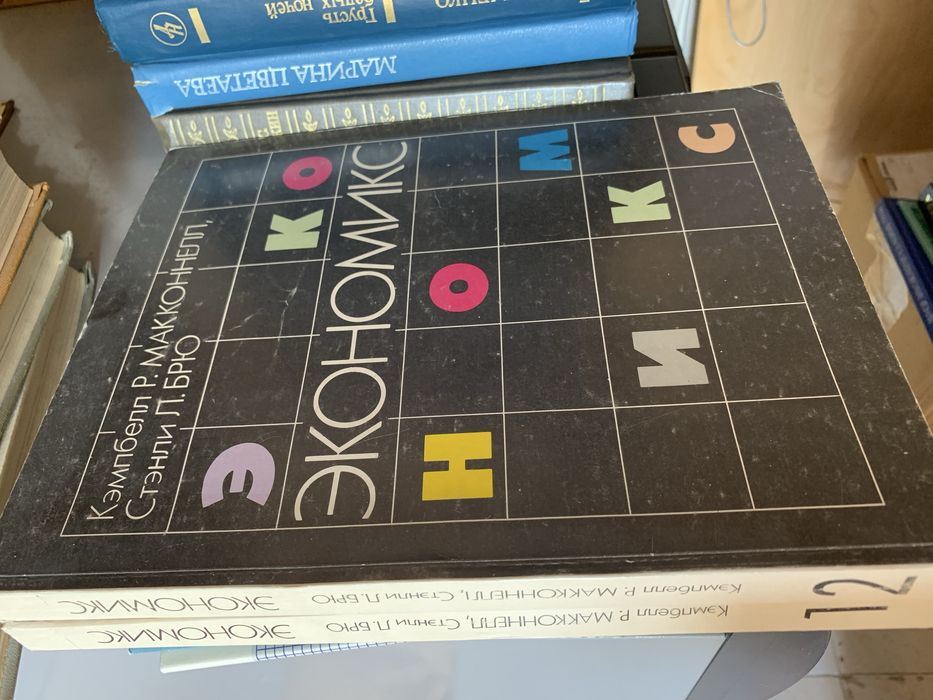 Грусть
белых ночей
МАРИНА ЦВЕТАЕВА
Кэмпбелл Р. Макконнелл,
Стэнли Л. Брю
Э К О
ЭКОНОМИКС
Н О М
И К С
Кэмпбелл Р. Макконнелл, Стэнли Л. Брю ЭКОНОМИКС 1
Кэмпбелл Р. Макконнелл, Стэнли Л. Брю ЭКОНОМИКС 2